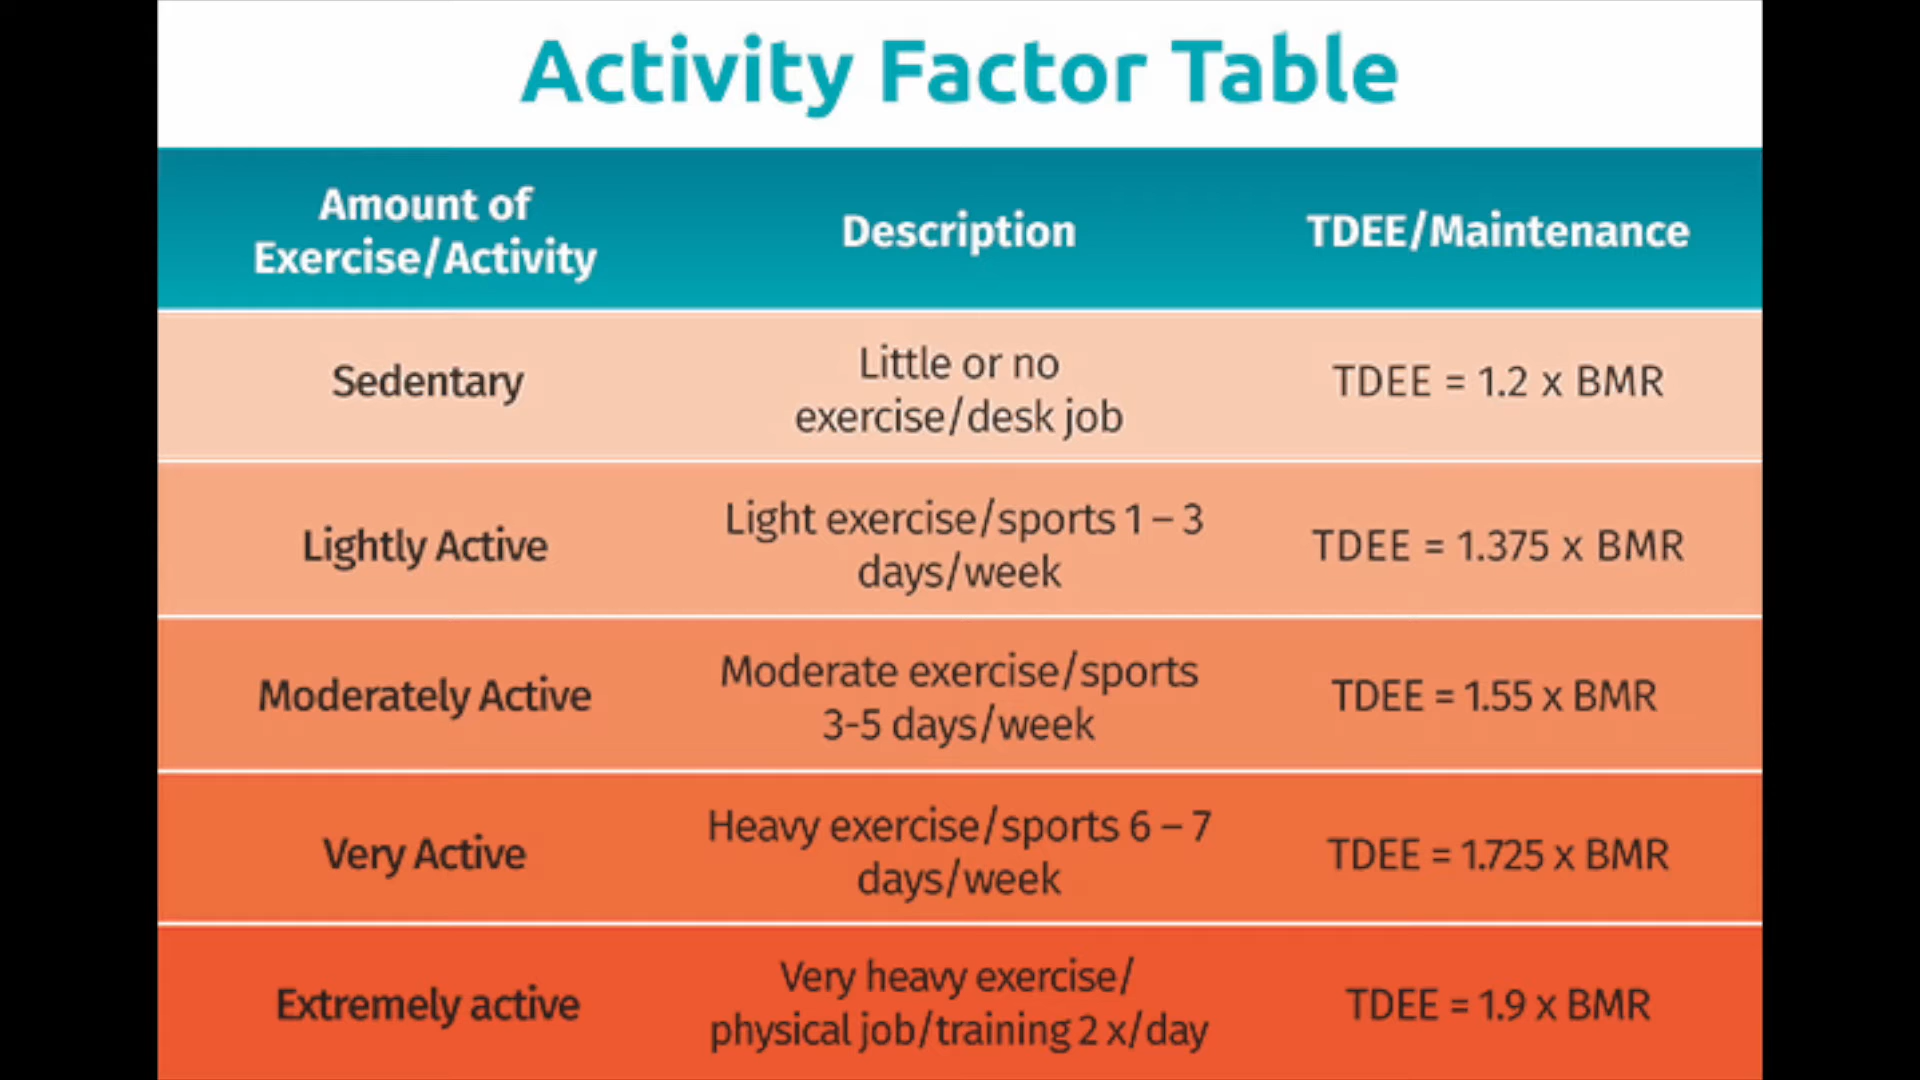 Activity Factor Table
Amount of
Exercise/Activity
Description
TDEE/Maintenance
Sedentary
Little or no
exercise/desk job
TDEE = 1.2 x BMR
Lightly Active
Light exercise/sports 1 – 3
days/week
TDEE = 1.375 x BMR
Moderately Active
Moderate exercise/sports
3-5 days/week
TDEE = 1.55 x BMR
Very Active
Heavy exercise/sports 6 – 7
days/week
TDEE = 1.725 x BMR
Extremely active
Very heavy exercise/
physical job/training 2 x/day
TDEE = 1.9 x BMR